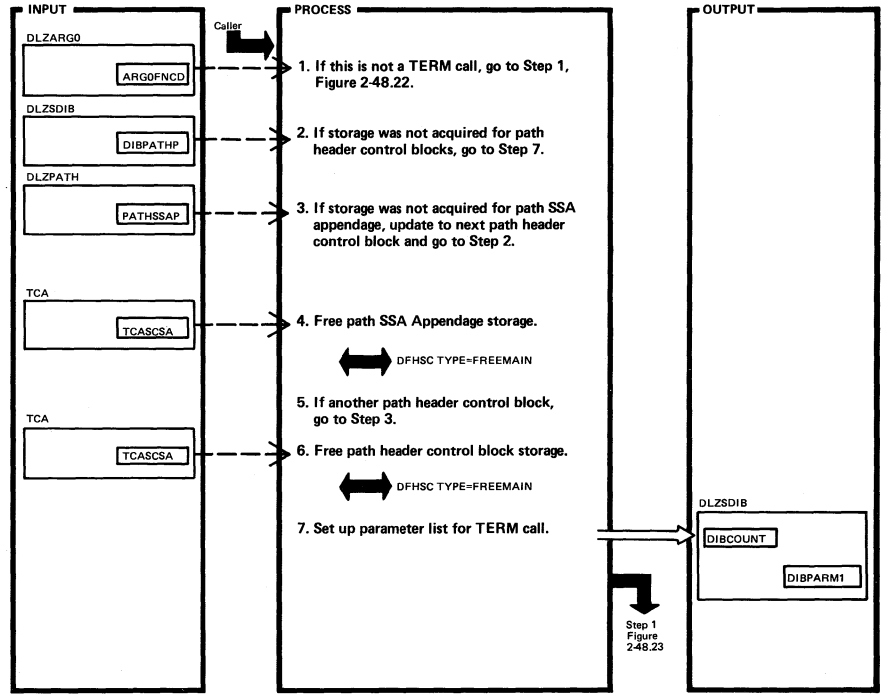 INPUT
PROCESS
OUTPUT
Caller
DLZARG0
ARG0FNCD
1. If this is not a TERM call, go to Step 1,
Figure 2-48.22.
DLZSDIB
DIBPATHP
2. If storage was not acquired for path
header control blocks, go to Step 7.
DLZPATH
PATHSSAP
3. If storage was not acquired for path SSA
appendage, update to next path header
control block and go to Step 2.
TCA
TCASCSA
4. Free path SSA Appendage storage.
DFHSC TYPE=FREEMAIN
5. If another path header control block,
go to Step 3.
TCA
TCASCSA
6. Free path header control block storage.
DFHSC TYPE=FREEMAIN
7. Set up parameter list for TERM call.
DLZSDIB
DIBCOUNT
DIBPARM1
Step 1
Figure
2-48.23